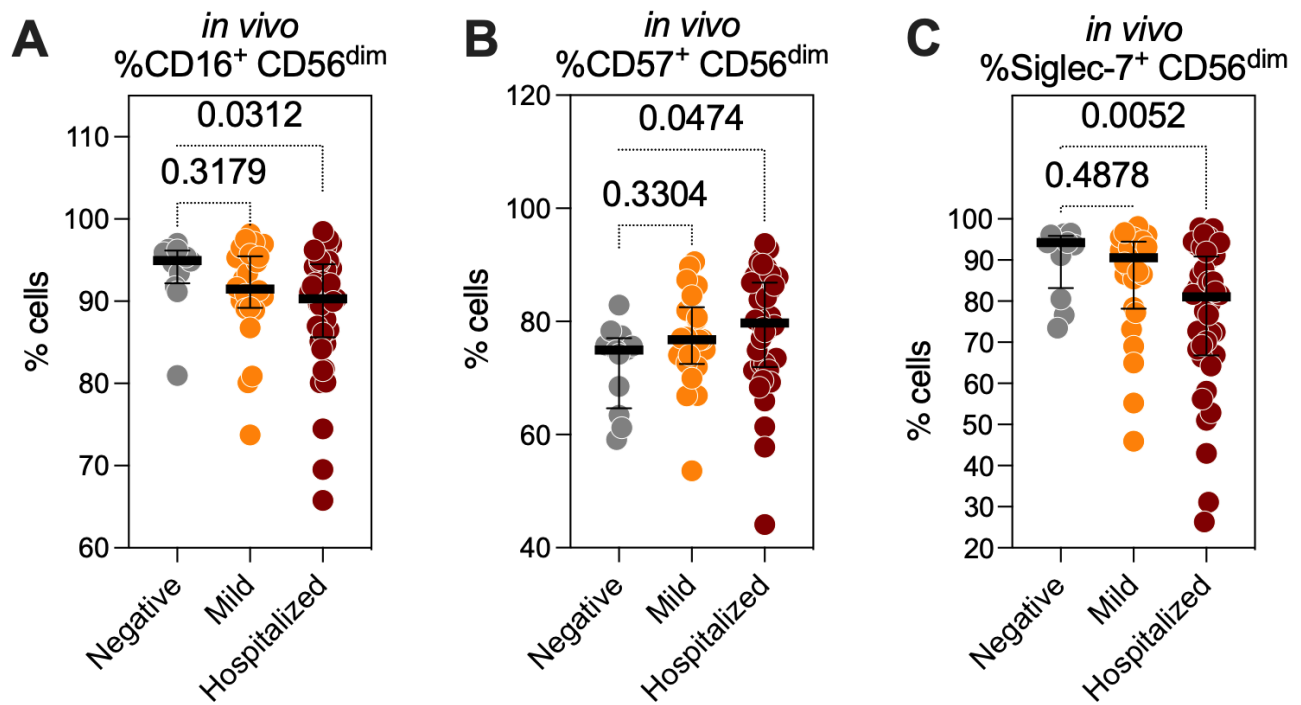 A
in vivo
%CD16⁺ CD56ᵈⁱᵐ
0.0312
0.3179
110
100
90
80
70
60
% cells
Negative
Mild
Hospitalized
B
in vivo
%CD57⁺ CD56ᵈⁱᵐ
0.0474
0.3304
120
100
80
60
40
% cells
Negative
Mild
Hospitalized
C
in vivo
%Siglec-7⁺ CD56ᵈⁱᵐ
0.0052
0.4878
100
90
80
70
60
50
40
30
20
% cells
Negative
Mild
Hospitalized